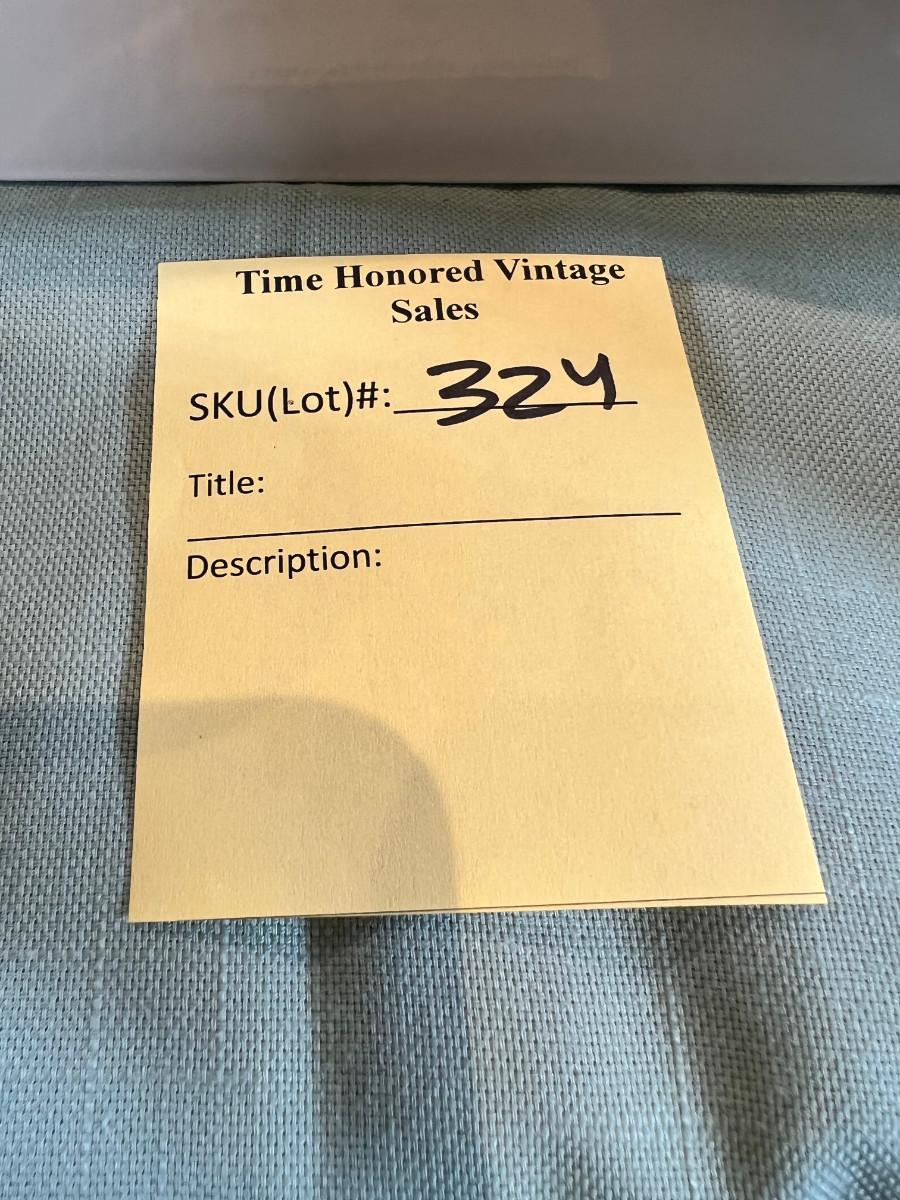 Time Honored Vintage
Sales
SKU(Lot)#: 324
Title:
Description: